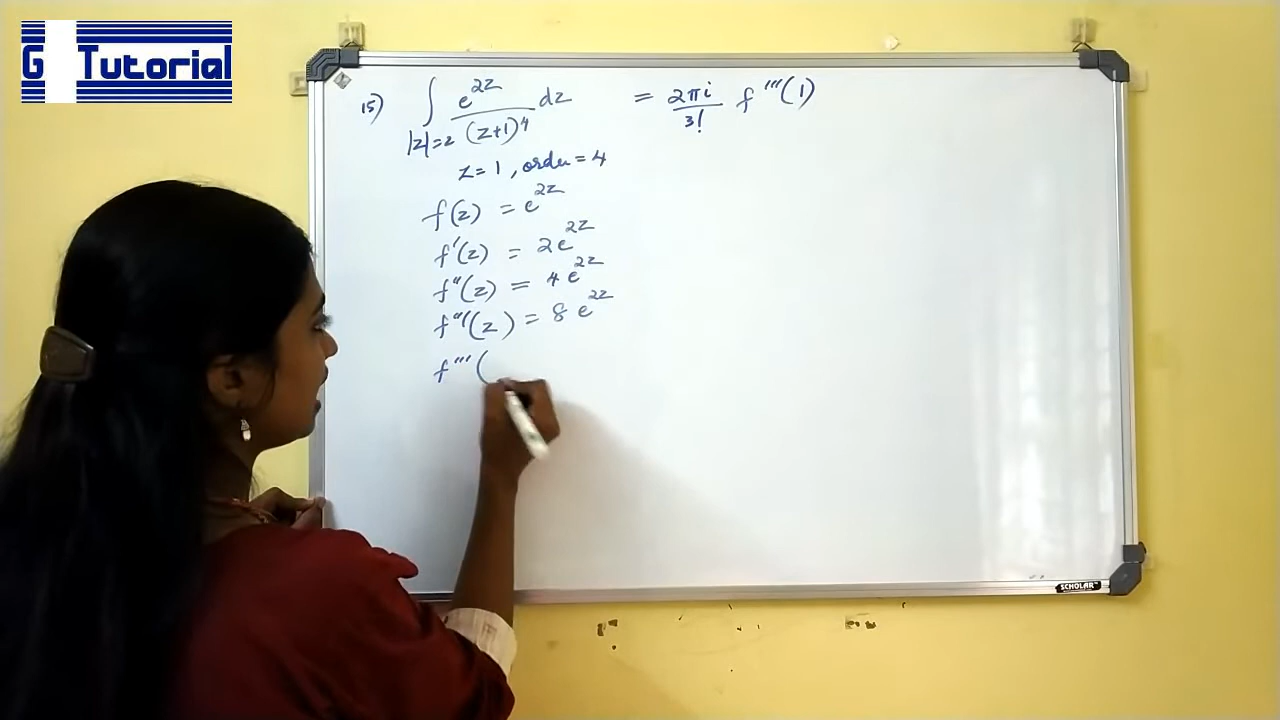 G Tutorial
15) ∫ e^2z / (z+1)^4 dz = 2πi / 3! f'''(1)
|z|=2
z = 1, order = 4
f(z) = e^2z
f'(z) = 2e^2z
f''(z) = 4e^2z
f'''(z) = 8e^2z
f'''(
SCHOLAR